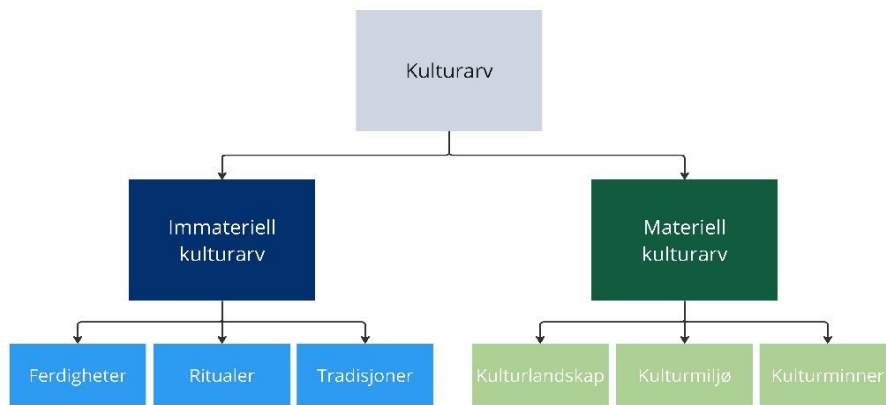 Kulturarv
Immateriell
kulturarv
Materiell
kulturarv
Ferdigheter
Ritualer
Tradisjoner
Kulturlandskap
Kulturmiljø
Kulturminner